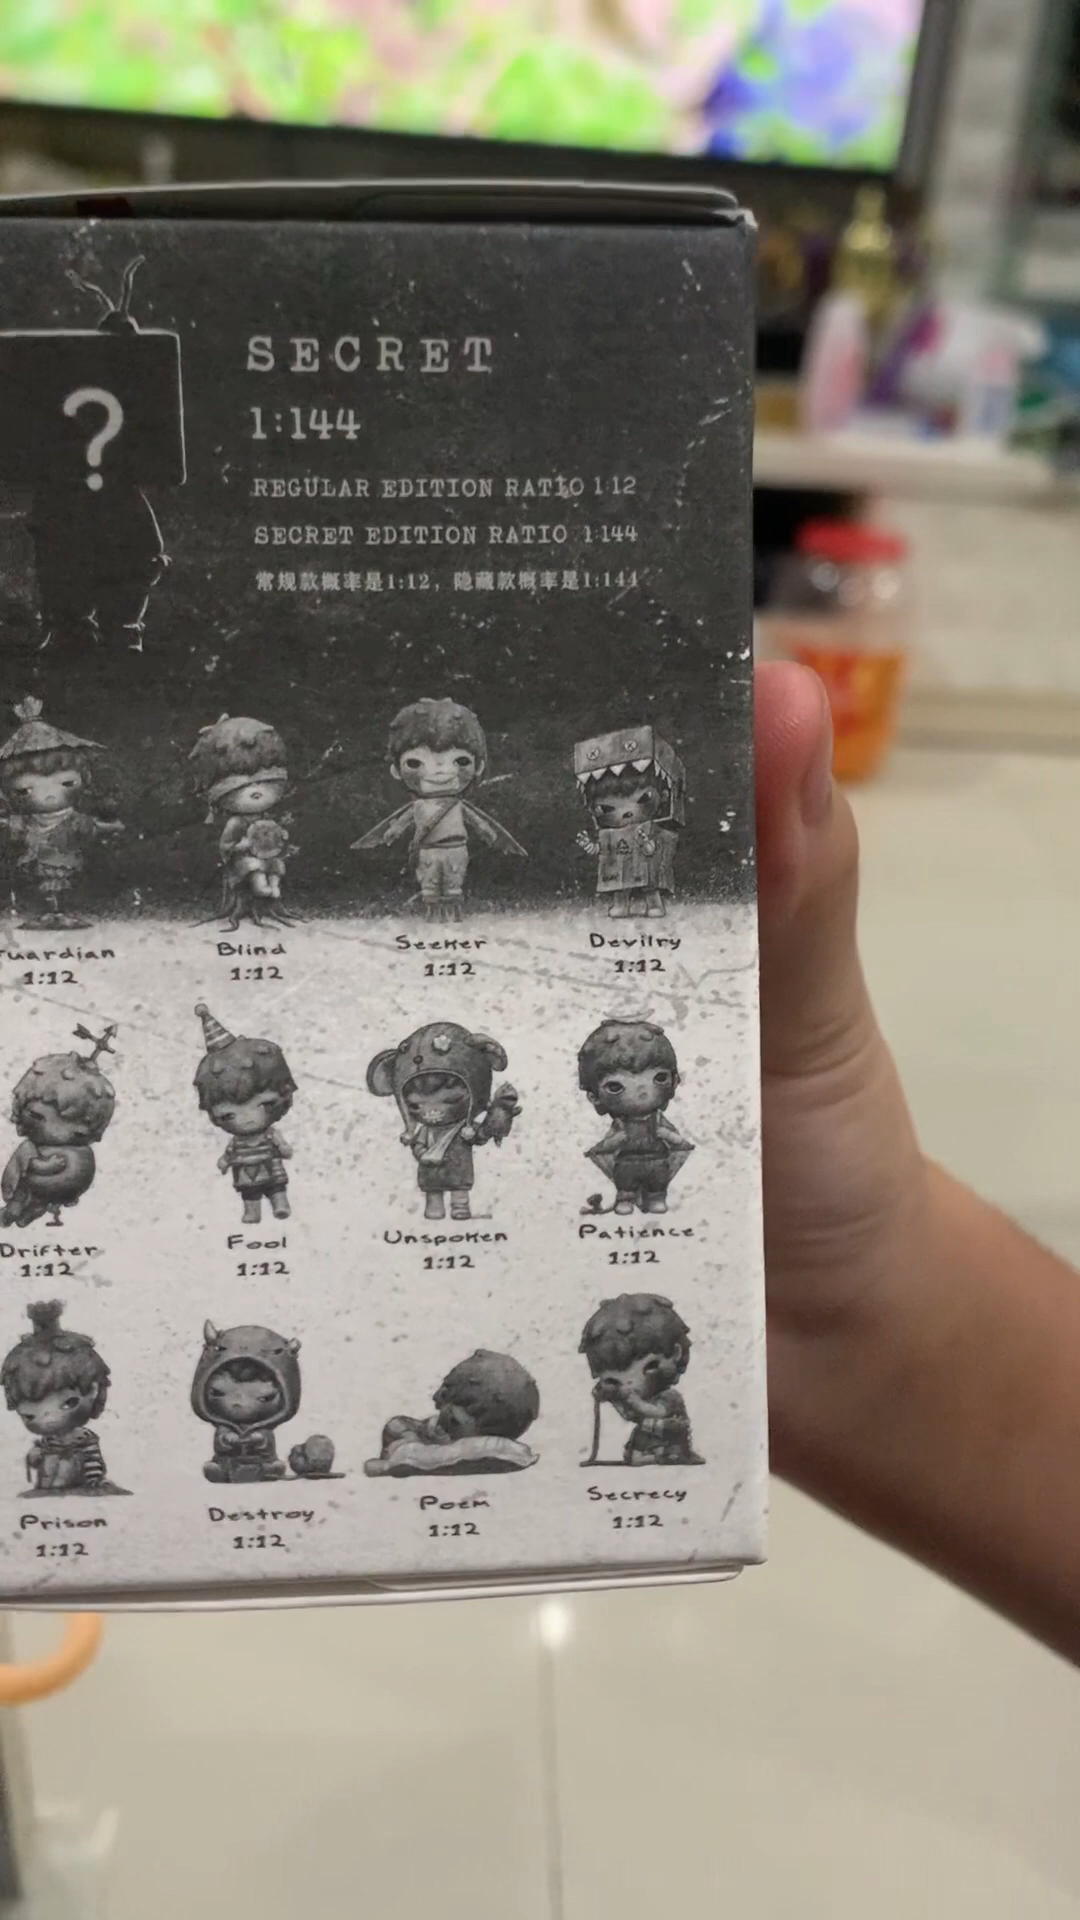 ?
SECRET
1:144
REGULAR EDITION RATIO 1:12
SECRET EDITION RATIO 1:144
常规款概率是1:12, 隐藏款概率是1:144
uardian
Blind
Seeker
Devilry
1:12
1:12
1:12
1:12
Drifter
Fool
Unspoken
Patience
1:12
1:12
1:12
1:12
Prison
Destroy
Poem
Secrecy
1:12
1:12
1:12
1:12